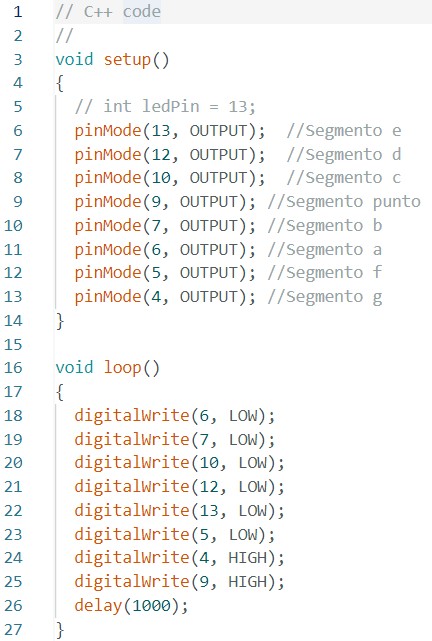 1 // C++ code
2 //
3 void setup()
4 {
5 // int ledPin = 13;
6 pinMode(13, OUTPUT); //Segmento e
7 pinMode(12, OUTPUT); //Segmento d
8 pinMode(10, OUTPUT); //Segmento c
9 pinMode(9, OUTPUT); //Segmento punto
10 pinMode(7, OUTPUT); //Segmento b
11 pinMode(6, OUTPUT); //Segmento a
12 pinMode(5, OUTPUT); //Segmento f
13 pinMode(4, OUTPUT); //Segmento g
14 }
15
16 void loop()
17 {
18 digitalWrite(6, LOW);
19 digitalWrite(7, LOW);
20 digitalWrite(10, LOW);
21 digitalWrite(12, LOW);
22 digitalWrite(13, LOW);
23 digitalWrite(5, LOW);
24 digitalWrite(4, HIGH);
25 digitalWrite(9, HIGH);
26 delay(1000);
27 }